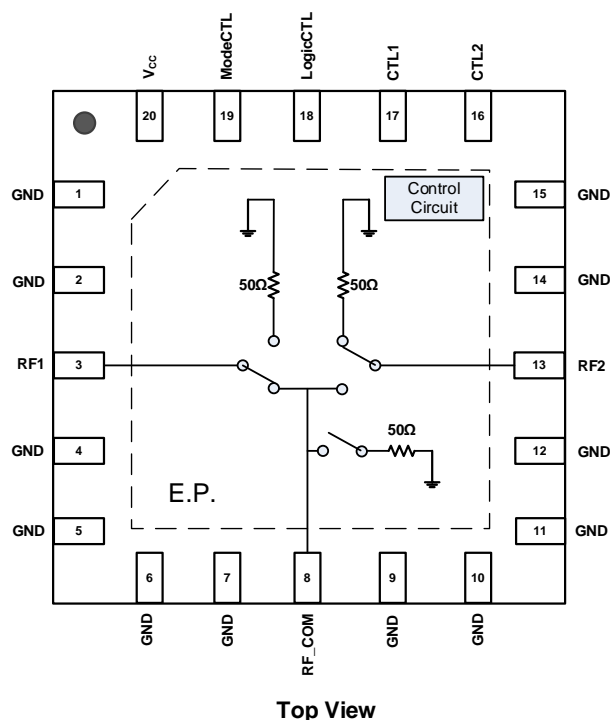 VCC
ModeCTL
LogicCTL
CTL1
CTL2
20
19
18
17
16
GND
1
Control
Circuit
15
GND
GND
2
50Ω
50Ω
14
GND
RF1
3
13
RF2
GND
4
50Ω
12
GND
E.P.
GND
5
11
GND
6
7
8
9
10
GND
GND
RF_COM
GND
GND
Top View